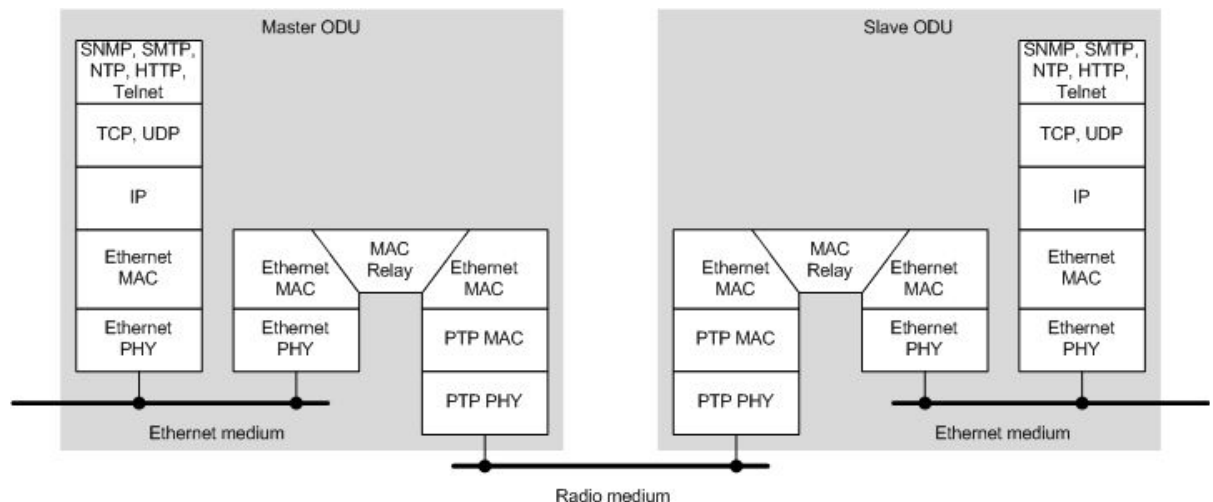 Master ODU
SNMP, SMTP,
NTP, HTTP,
Telnet
TCP, UDP
IP
Ethernet
MAC
Ethernet
PHY
Ethernet
MAC
Ethernet
PHY
MAC
Relay
Ethernet
MAC
PTP MAC
PTP PHY
Ethernet medium
Slave ODU
Ethernet
MAC
PTP MAC
PTP PHY
MAC
Relay
Ethernet
MAC
Ethernet
PHY
SNMP, SMTP,
NTP, HTTP,
Telnet
TCP, UDP
IP
Ethernet
MAC
Ethernet
PHY
Ethernet medium
Radio medium